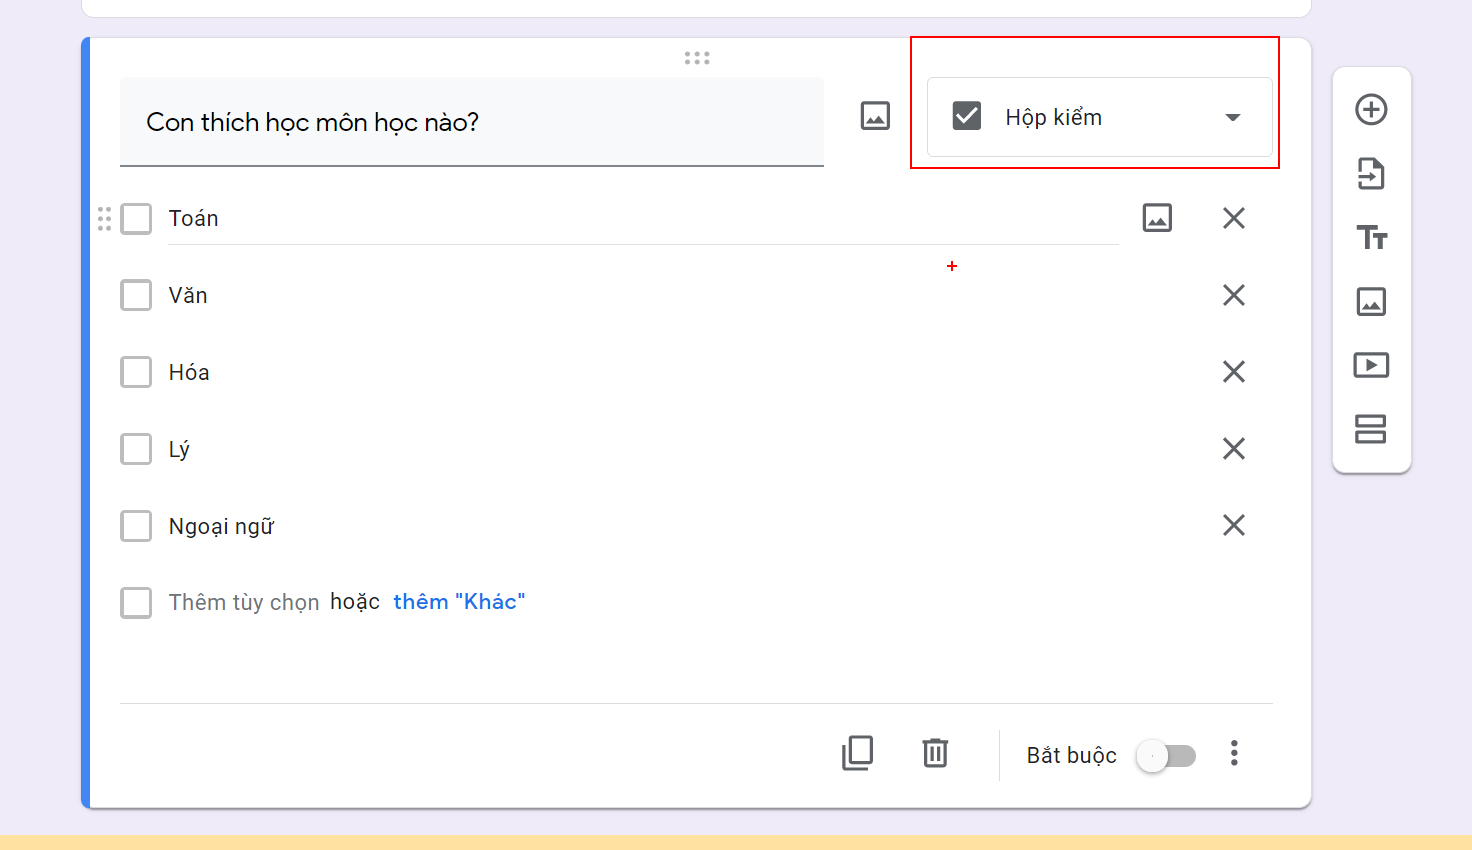 Con thích học môn học nào?
Hộp kiểm
Toán
Văn
Hóa
Lý
Ngoại ngữ
Thêm tùy chọn hoặc thêm "Khác"
Bắt buộc